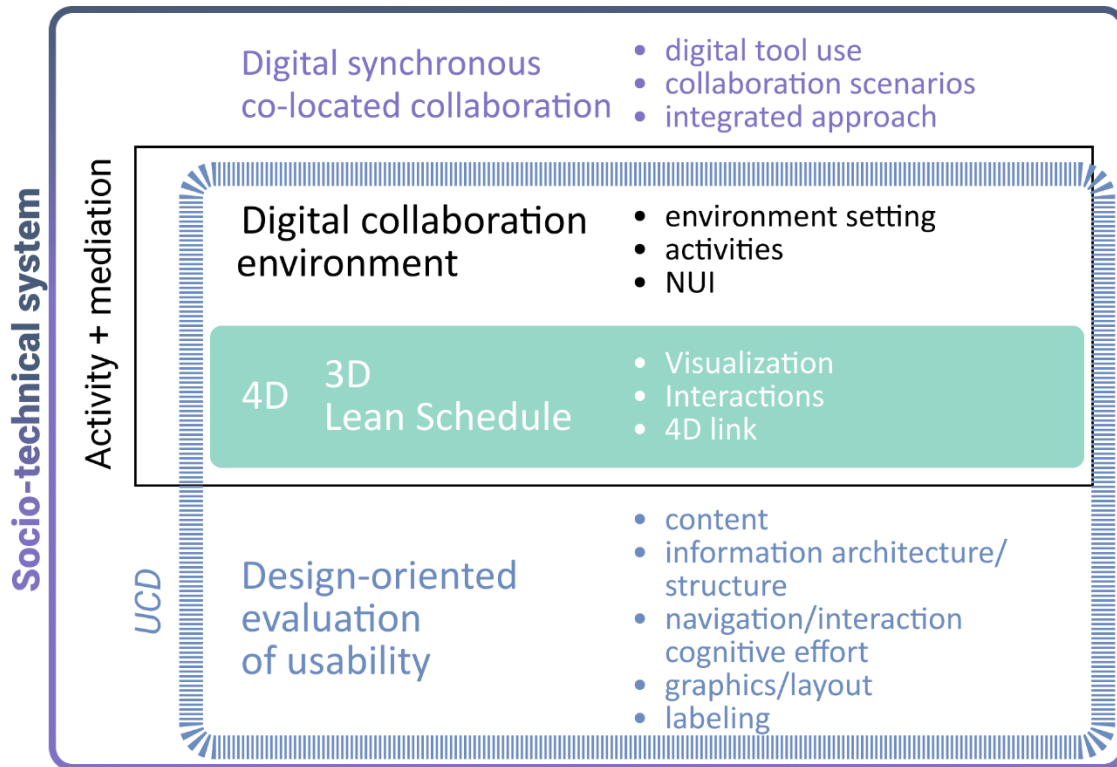 Socio-technical system
Digital synchronous
co-located collaboration
• digital tool use
• collaboration scenarios
• integrated approach
Activity + mediation
Digital collaboration
environment
• environment setting
• activities
• NUI
4D
3D
Lean Schedule
• Visualization
• Interactions
• 4D link
UCD
Design-oriented
evaluation
of usability
• content
• information architecture/
structure
• navigation/interaction
cognitive effort
• graphics/layout
• labeling